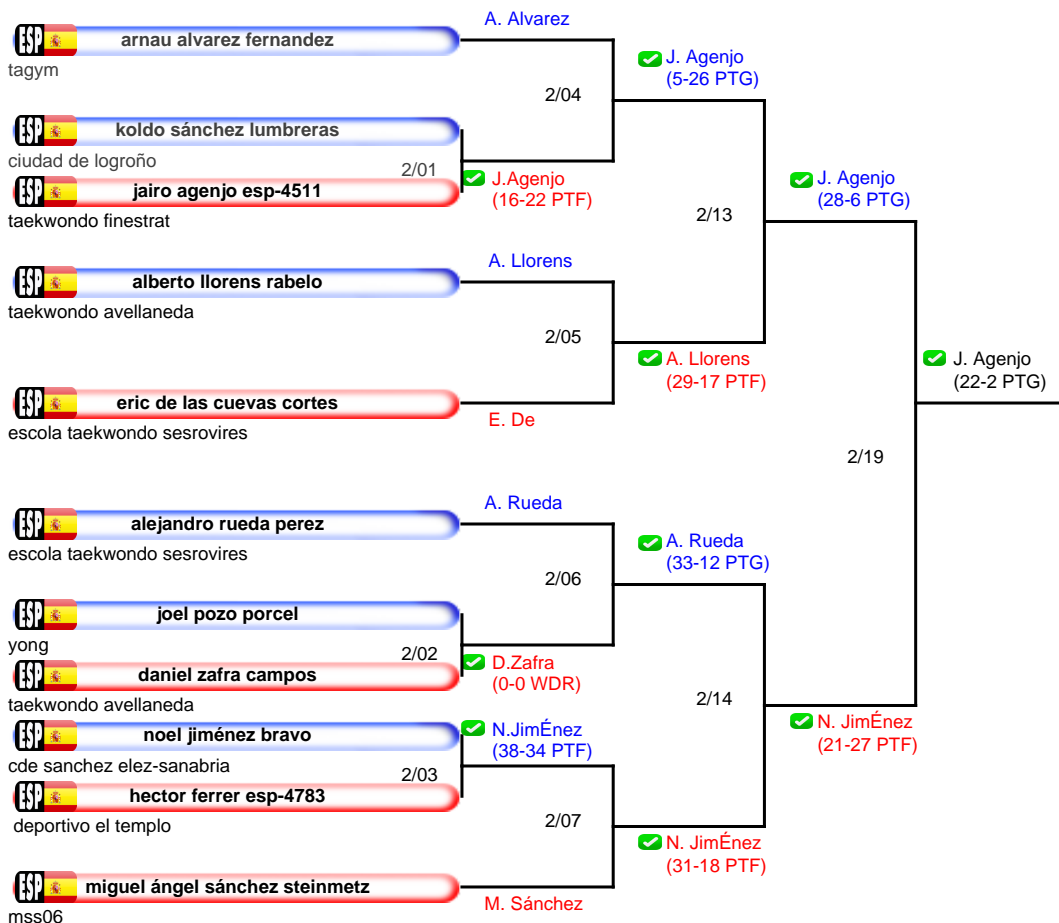 A. Alvarez
ESP arnau alvarez fernandez
tagym
J. Agenjo
(5-26 PTG)
2/04
ESP koldo sánchez lumbreras
ciudad de logroño
2/01
J.Agenjo
(16-22 PTF)
ESP jairo agenjo esp-4511
taekwondo finestrat
J. Agenjo
(28-6 PTG)
2/13
A. Llorens
ESP alberto llorens rabelo
taekwondo avellaneda
2/05
A. Llorens
(29-17 PTF)
J. Agenjo
(22-2 PTG)
ESP eric de las cuevas cortes
E. De
escola taekwondo sesrovires
2/19
A. Rueda
ESP alejandro rueda perez
escola taekwondo sesrovires
A. Rueda
(33-12 PTG)
2/06
ESP joel pozo porcel
yong
2/02
D.Zafra
(0-0 WDR)
ESP daniel zafra campos
taekwondo avellaneda
2/14
N. JimÉnez
(21-27 PTF)
N.JimÉnez
(38-34 PTF)
ESP noel jiménez bravo
cde sanchez elez-sanabria
2/03
ESP hector ferrer esp-4783
deportivo el templo
2/07
N. JimÉnez
(31-18 PTF)
ESP miguel ángel sánchez steinmetz
M. Sánchez
mss06